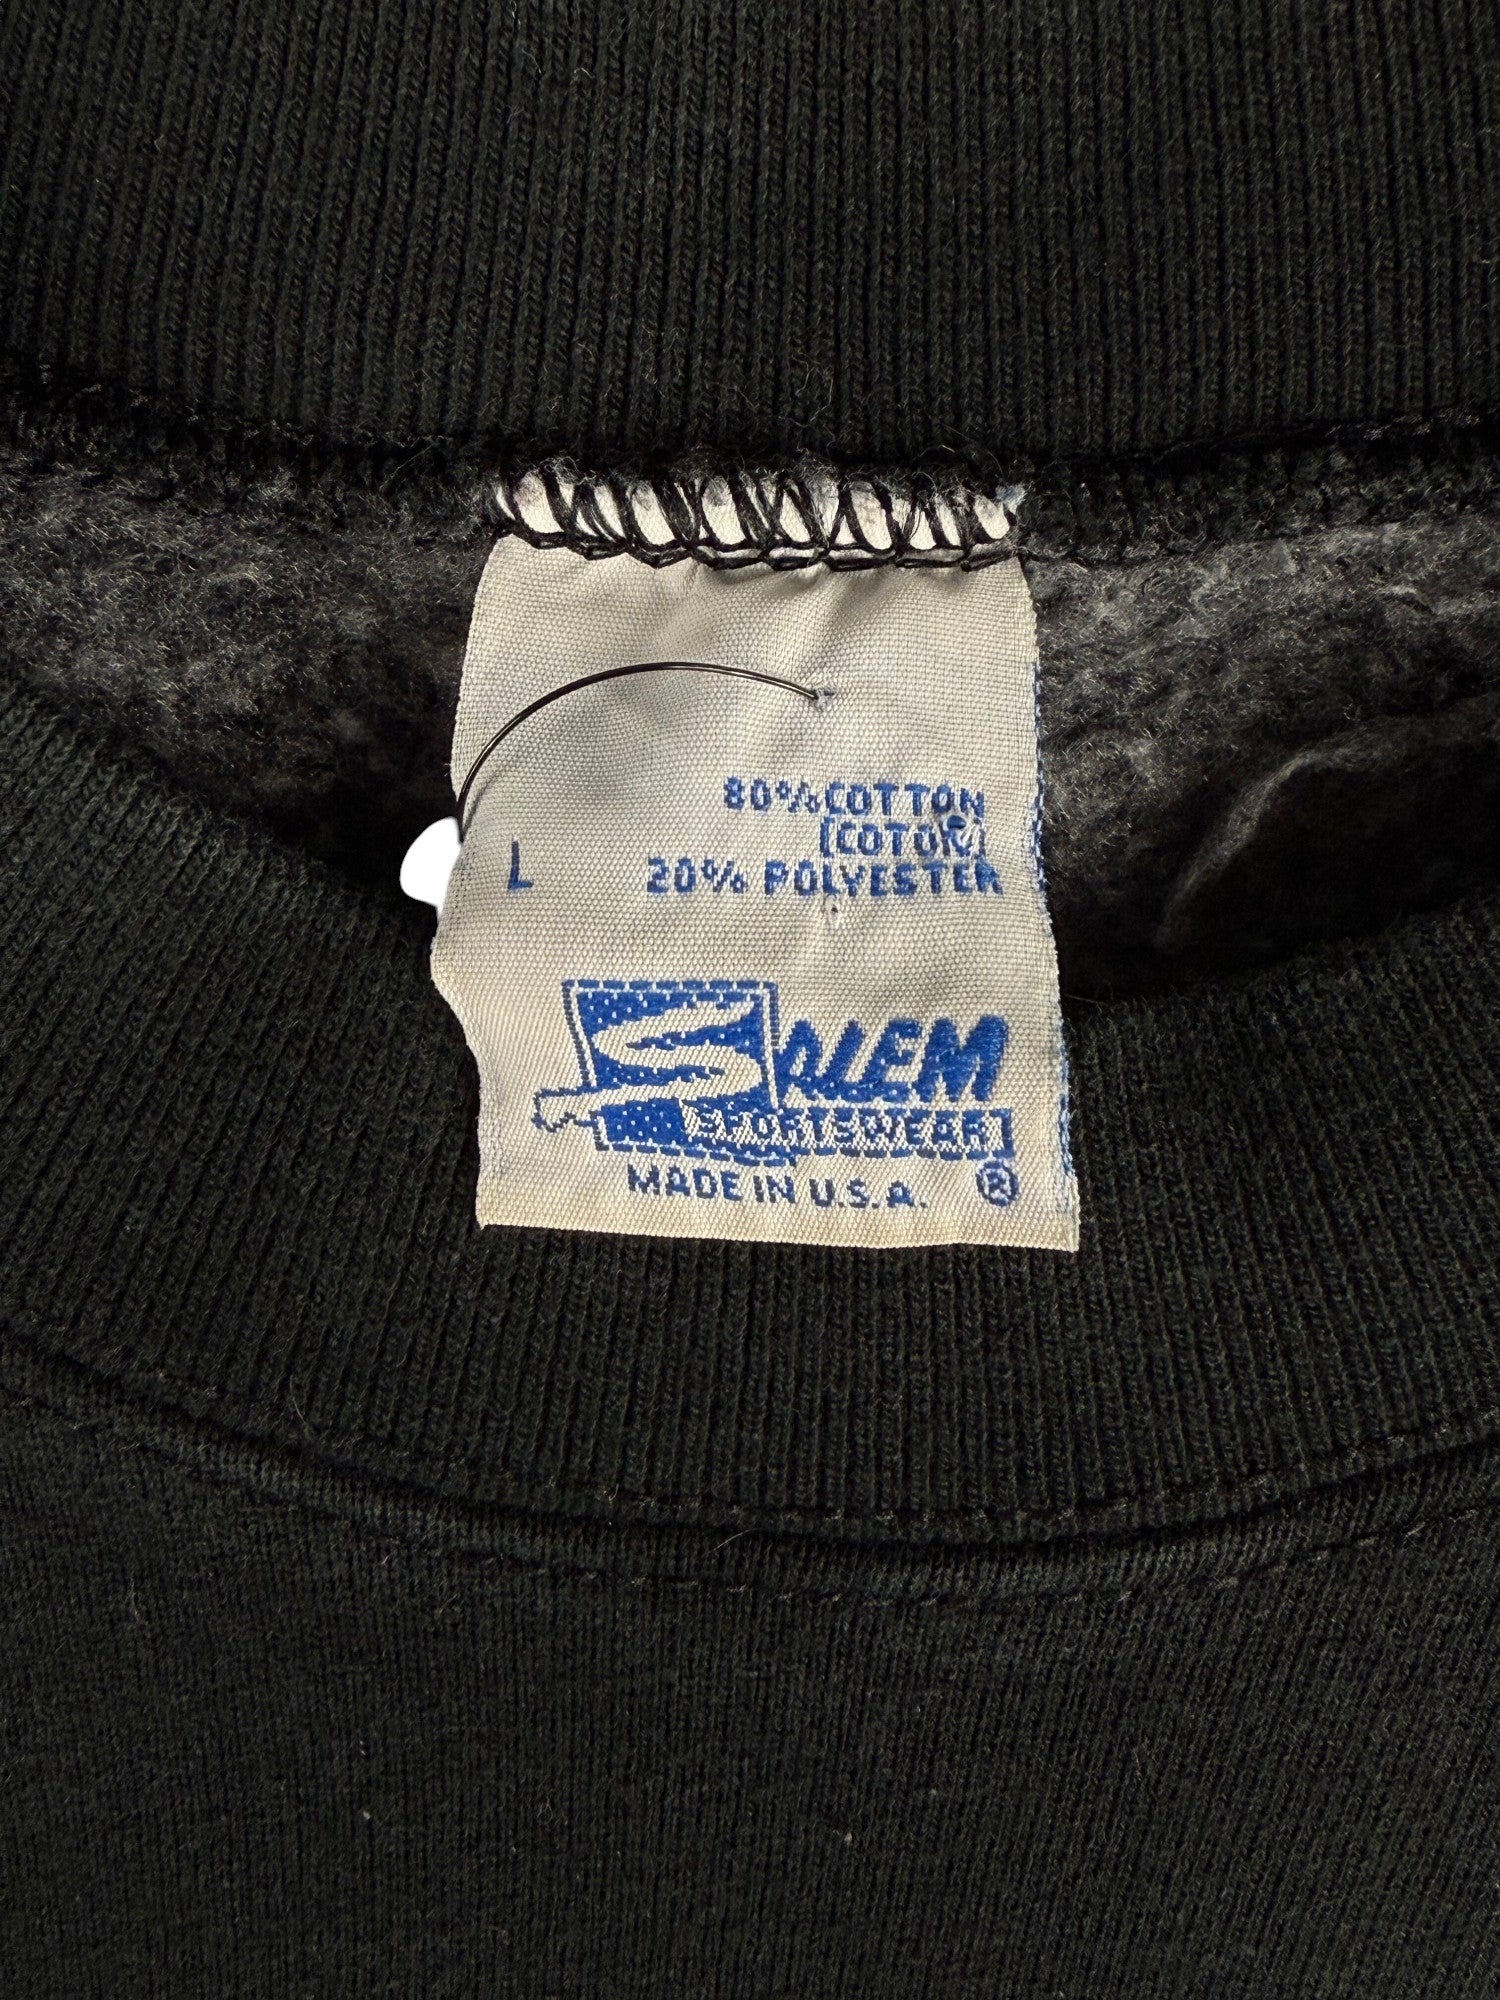 80% COTTON
(COTON)
L 20% POLYESTER
SALEM
SPORTSWEAR
MADE IN U.S.A. ®